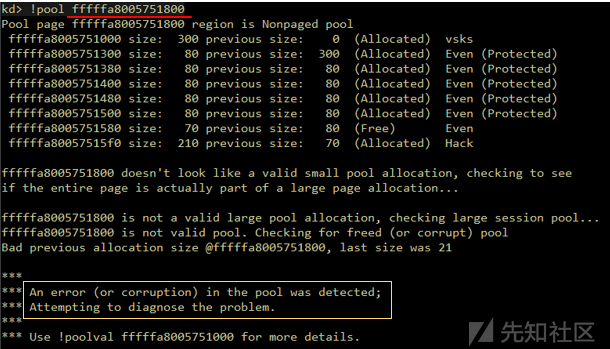 kd> !pool fffffa8005751800
Pool page fffffa8005751800 region is Nonpaged pool
 fffffa8005751000 size:  300 previous size:    0  (Allocated)  vsks
 fffffa8005751300 size:   80 previous size:  300  (Allocated)  Even (Protected)
 fffffa8005751380 size:   80 previous size:   80  (Allocated)  Even (Protected)
 fffffa8005751400 size:   80 previous size:   80  (Allocated)  Even (Protected)
 fffffa8005751480 size:   80 previous size:   80  (Allocated)  Even (Protected)
 fffffa8005751500 size:   80 previous size:   80  (Allocated)  Even (Protected)
 fffffa8005751580 size:   70 previous size:   80  (Free)       Even
 fffffa80057515f0 size:  210 previous size:   70  (Allocated)  Hack
fffffa8005751800 doesn't look like a valid small pool allocation, checking to see
if the entire page is actually part of a large page allocation...
fffffa8005751800 is not a valid large pool allocation, checking large session pool...
fffffa8005751800 is not valid pool. Checking for freed (or corrupt) pool
Bad previous allocation size @fffffa8005751800, last size was 21
***
*** An error (or corruption) in the pool was detected;
*** Attempting to diagnose the problem.
***
*** Use !poolval fffffa8005751000 for more details.
先知社区